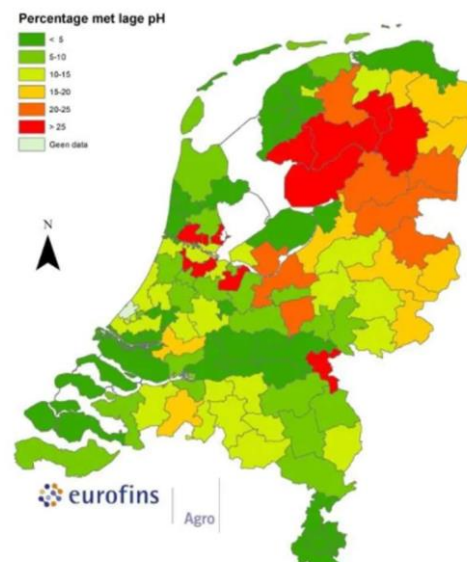 Percentage met lage pH
< 5
5-10
10-15
15-20
20-25
> 25
Geen data
N
eurofins
Agro